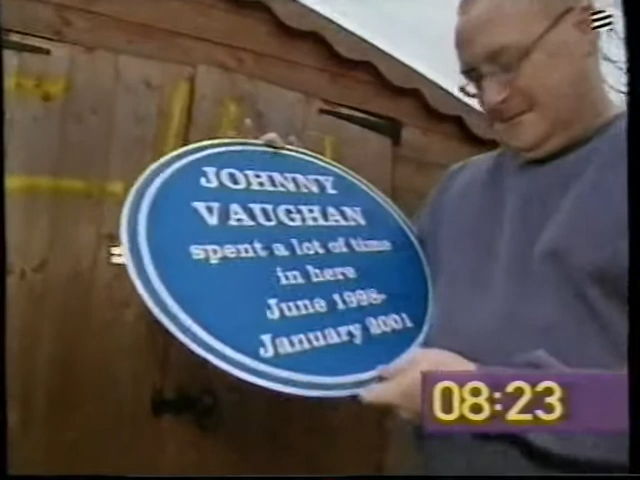 JOHNNY
VAUGHAN
spent a lot of time
in here
June 1998-
January 2001
08:23